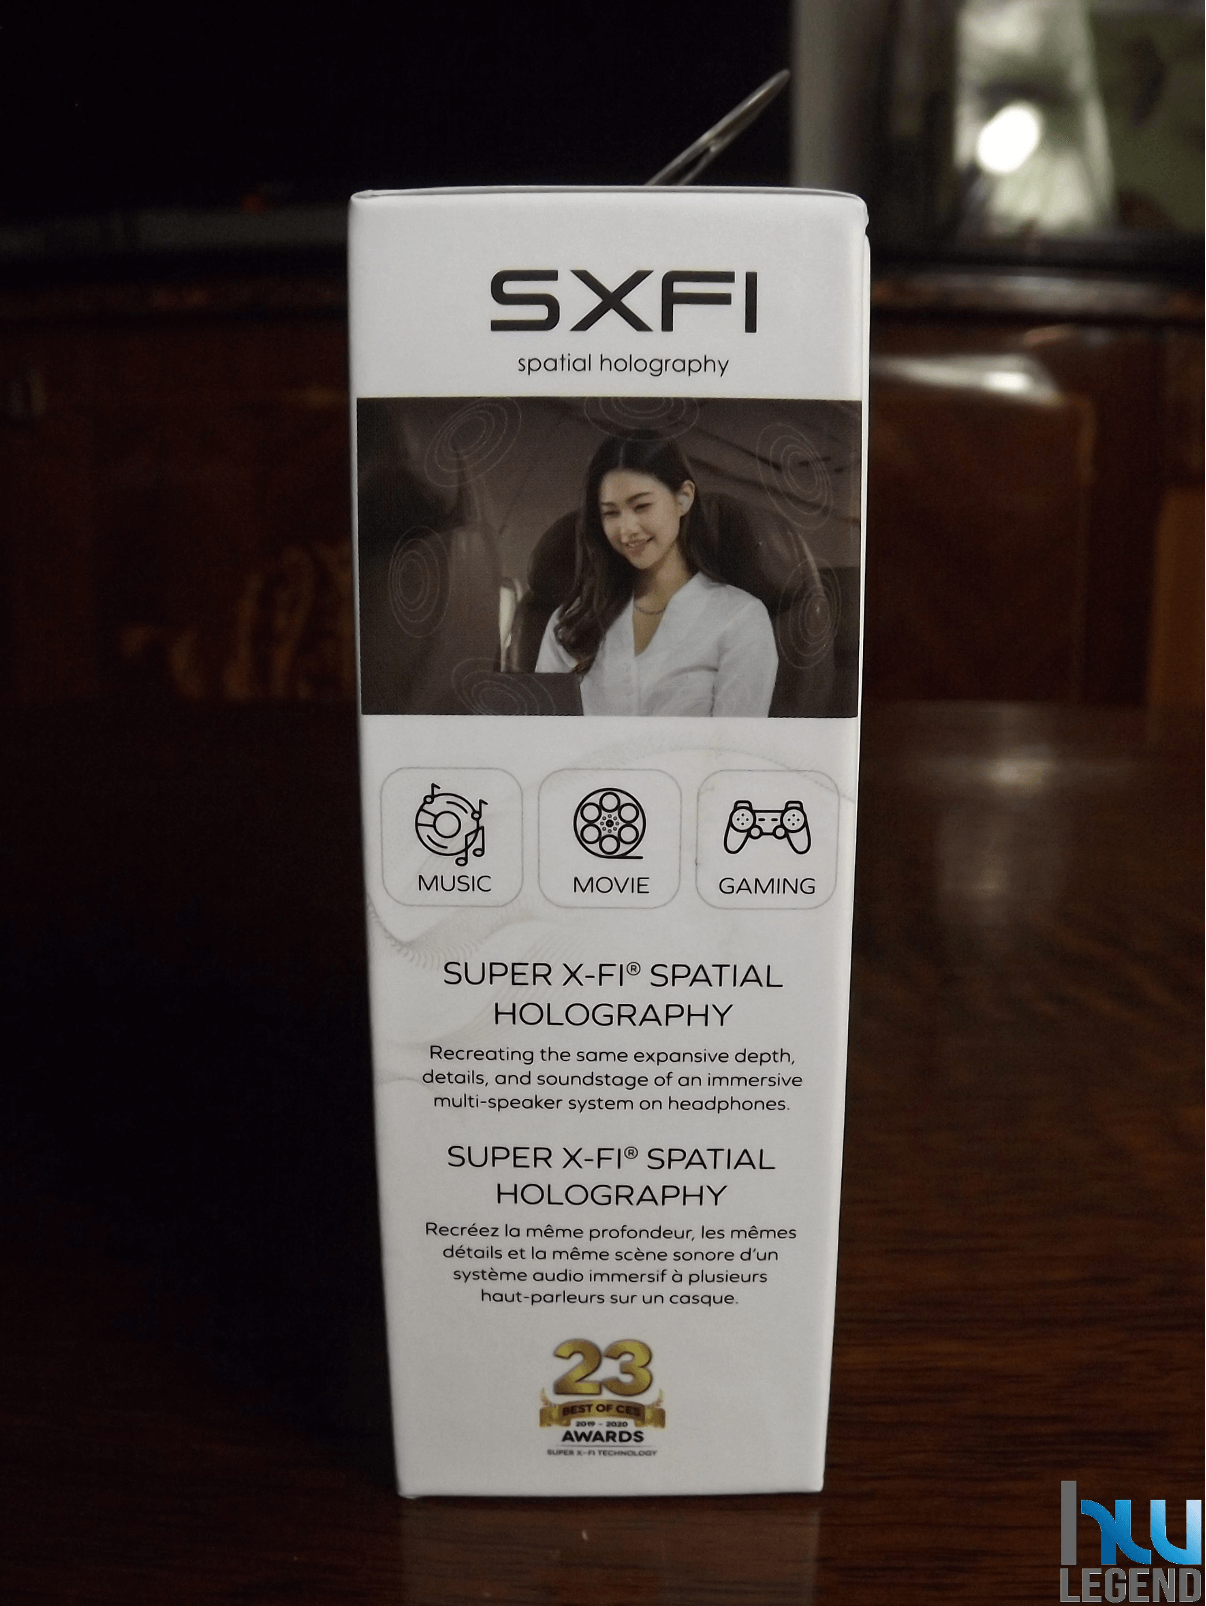 SXFI
spatial holography
MUSIC
MOVIE
GAMING
SUPER X-FI® SPATIAL
HOLOGRAPHY
Recreating the same expansive depth,
details, and soundstage of an immersive
multi-speaker system on headphones.
SUPER X-FI® SPATIAL
HOLOGRAPHY
Recréez la même profondeur, les mêmes
détails et la même scène sonore d'un
système audio immersif à plusieurs
haut-parleurs sur un casque.
23
BEST OF CES
2019 - 2020
AWARDS
SUPER X-FI TECHNOLOGY
HW
LEGEND